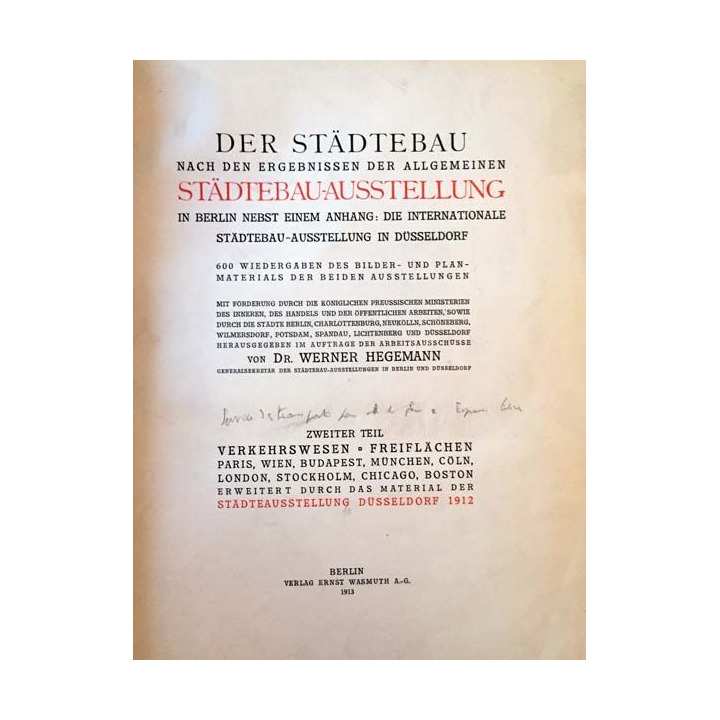 DER STÄDTEBAU
NACH DEN ERGEBNISSEN DER ALLGEMEINEN
STÄDTEBAU-AUSSTELLUNG
IN BERLIN NEBST EINEM ANHANG: DIE INTERNATIONALE
STÄDTEBAU-AUSSTELLUNG IN DÜSSELDORF
600 WIEDERGABEN DES BILDER- UND PLAN-
MATERIALS DER BEIDEN AUSSTELLUNGEN
MIT FÖRDERUNG DURCH DIE KÖNIGLICHEN PREUSSISCHEN MINISTERIEN
DES INNEREN, DES HANDELS UND DER ÖFFENTLICHEN ARBEITEN, SOWIE
DURCH DIE STÄDTE BERLIN, CHARLOTTENBURG, NEUKÖLLN, SCHÖNEBERG,
WILMERSDORF, POTSDAM, SPANDAU, LICHTENBERG UND DÜSSELDORF
HERAUSGEGEBEN IM AUFTRAGE DER ARBEITSAUSSCHÜSSE
VON DR. WERNER HEGEMANN
GENERALSEKRETÄR DER STÄDTEBAU-AUSSTELLUNGEN IN BERLIN UND DÜSSELDORF
ZWEITER TEIL
VERKEHRSWESEN ▫ FREIFLÄCHEN
PARIS, WIEN, BUDAPEST, MÜNCHEN, CÖLN,
LONDON, STOCKHOLM, CHICAGO, BOSTON
ERWEITERT DURCH DAS MATERIAL DER
STÄDTEAUSSTELLUNG DÜSSELDORF 1912
BERLIN
VERLAG ERNST WASMUTH A.-G.
1913